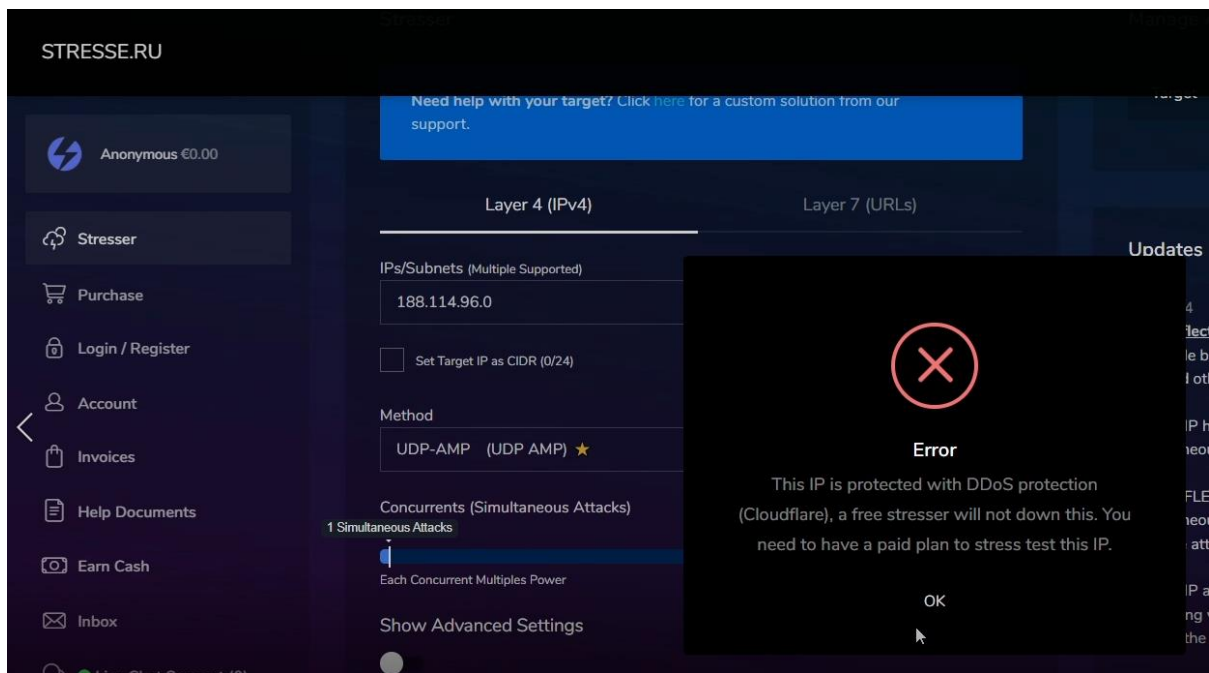 Stresser
Manage
STRESSE.RU
Need help with your target? Click here for a custom solution from our
support.
Target
Anonymous €0.00
Layer 4 (IPv4)
Layer 7 (URLs)
Stresser
Updates
IPs/Subnets (Multiple Supported)
Purchase
188.114.96.0
4
Login / Register
Set Target IP as CIDR (0/24)
Account
Method
Invoices
UDP-AMP (UDP AMP) ★
Error
This IP is protected with DDoS protection
(Cloudflare), a free stresser will not down this. You
need to have a paid plan to stress test this IP.
OK
Help Documents
Concurrents (Simultaneous Attacks)
1 Simultaneous Attacks
Earn Cash
Each Concurrent Multiples Power
Inbox
Show Advanced Settings